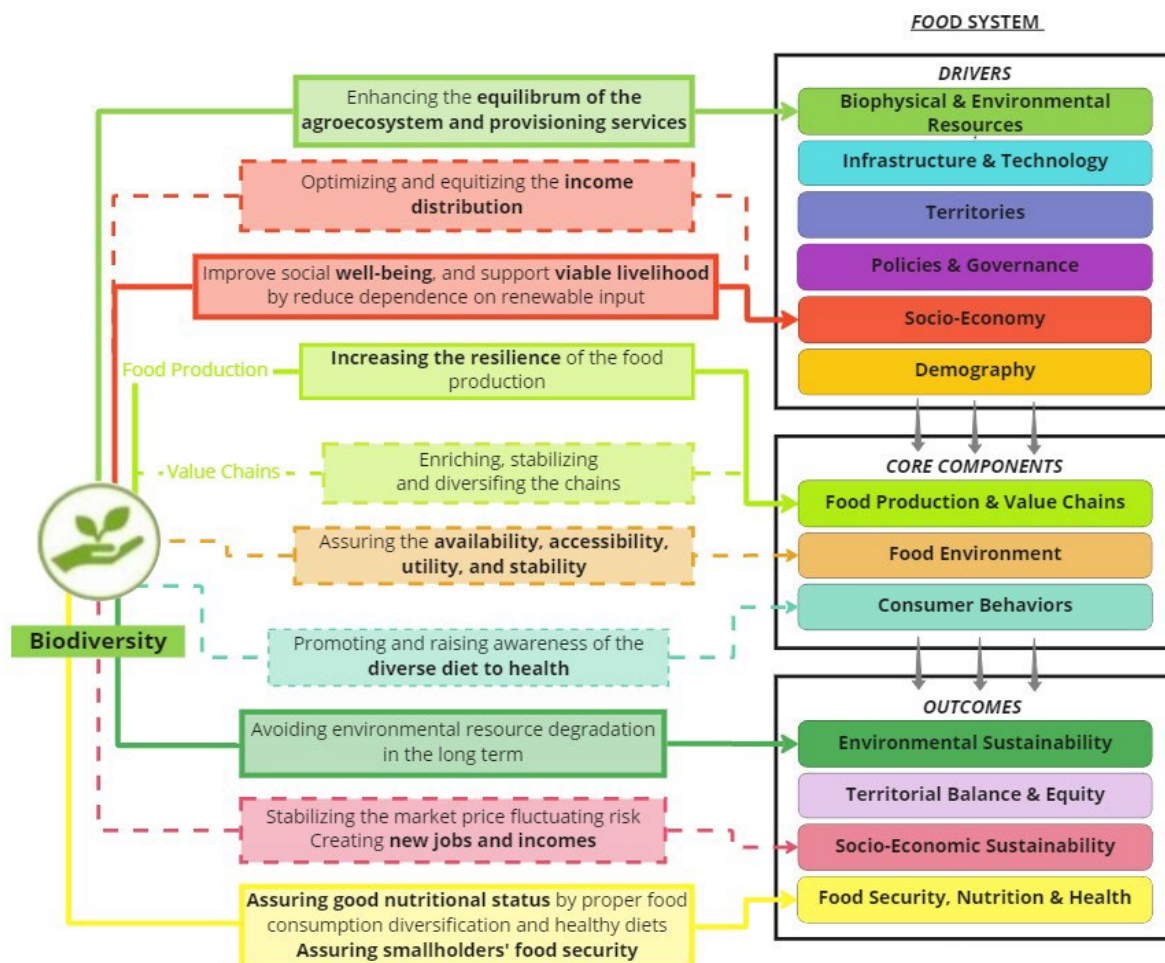 FOOD SYSTEM
DRIVERS
Enhancing the equilibrum of the
agroecosystem and provisioning services
Biophysical & Environmental
Resources
Infrastructure & Technology
Optimizing and equitizing the income
distribution
Territories
Policies & Governance
Improve social well-being, and support viable livelihood
by reduce dependence on renewable input
Socio-Economy
Demography
Food Production
Increasing the resilience of the food
production
CORE COMPONENTS
Value Chains
Enriching, stabilizing
and diversifing the chains
Food Production & Value Chains
Assuring the availability, accessibility,
utility, and stability
Food Environment
Consumer Behaviors
Biodiversity
Promoting and raising awareness of the
diverse diet to health
OUTCOMES
Avoiding environmental resource degradation
in the long term
Environmental Sustainability
Territorial Balance & Equity
Stabilizing the market price fluctuating risk
Creating new jobs and incomes
Socio-Economic Sustainability
Assuring good nutritional status by proper food
consumption diversification and healthy diets
Assuring smallholders' food security
Food Security, Nutrition & Health